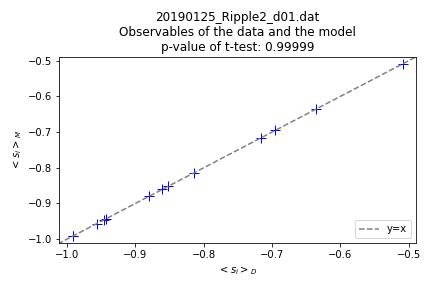 20190125_Ripple2_d01.dat
Observables of the data and the model
p-value of t-test: 0.99999
−0.5
−0.6
−0.7
−0.8
−0.9
−1.0
< s_i >_M
y=x
−1.0 −0.9 −0.8 −0.7 −0.6 −0.5
< s_i >_D